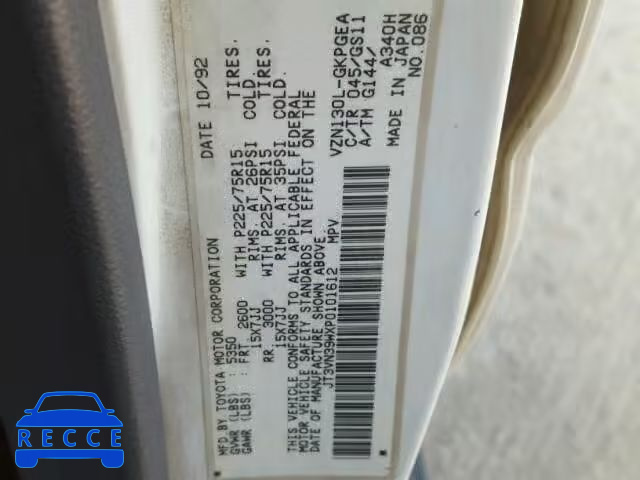 MFD.BY TOYOTA MOTOR CORPORATION DATE 10/92
GVWR (LBS) : 5350
GAWR (LBS) : FRT 2600 WITH P225/75R15 TIRES.
15X7JJ RIMS. AT 26PSI COLD.
RR 3000 WITH P225/75R15 TIRES.
15X7JJ RIMS. AT 35PSI COLD.
THIS VEHICLE CONFORMS TO ALL APPLICABLE FEDERAL
MOTOR VEHICLE SAFETY STANDARDS IN EFFECT ON THE
DATE OF MANUFACTURE SHOWN ABOVE.
JT3VN39WXP0101612 MPV
VZN130L-GKPGEA
C/TR 045/GS11
A/TM G144/
A340H
MADE IN JAPAN
NO.086
RECCE